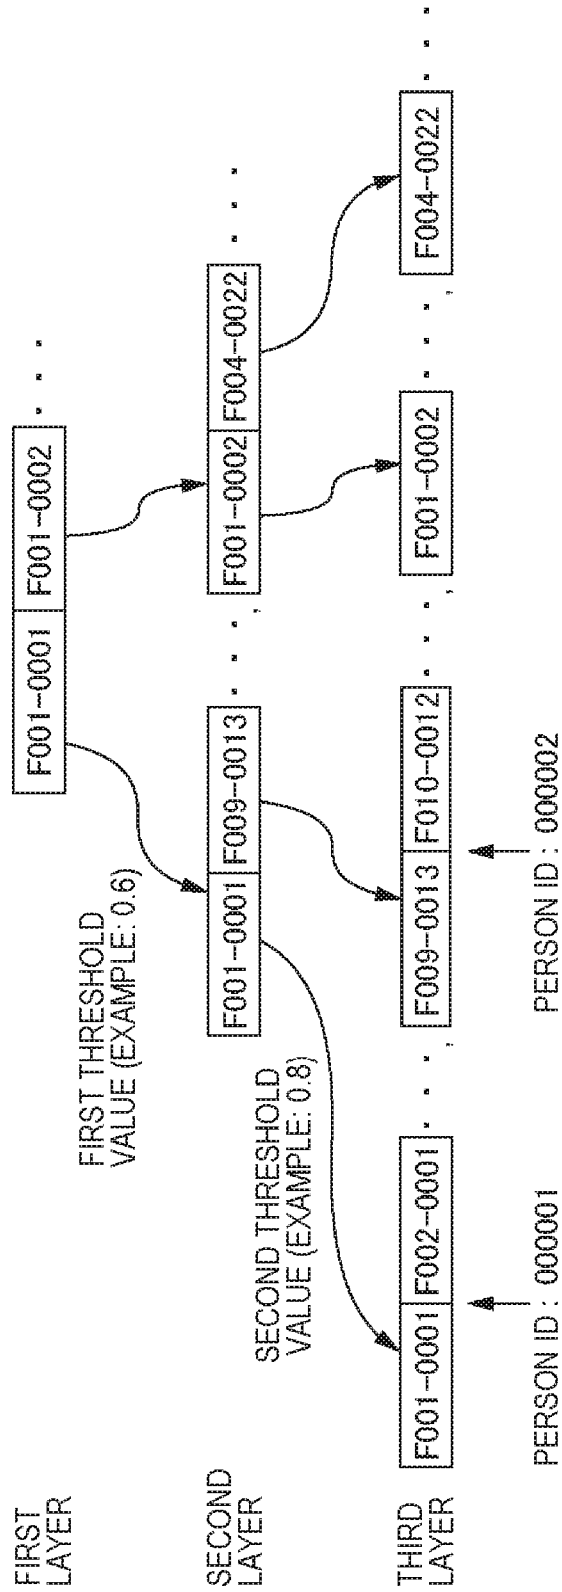 FIRST
LAYER
F001-0001 F001-0002 . . .
FIRST THRESHOLD
VALUE (EXAMPLE: 0.6)
SECOND
LAYER
F001-0001 F009-0013 . . . , F001-0002 F004-0022 . . .
SECOND THRESHOLD
VALUE (EXAMPLE: 0.8)
THIRD
LAYER
F001-0001 F002-0001 . . . , F009-0013 F010-0012 . . . , F001-0002 . . . , F004-0022 . . .
PERSON ID : 000001
PERSON ID : 000002